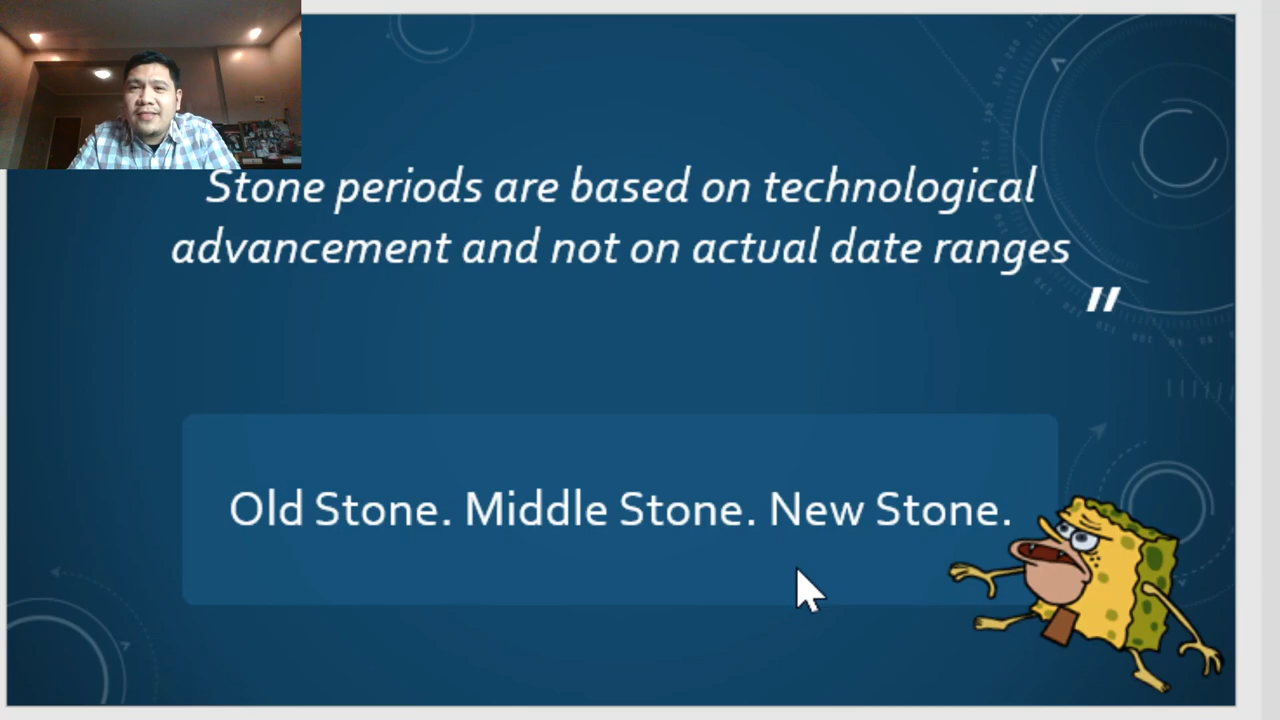 Stone periods are based on technological
advancement and not on actual date ranges
"
Old Stone. Middle Stone. New Stone.